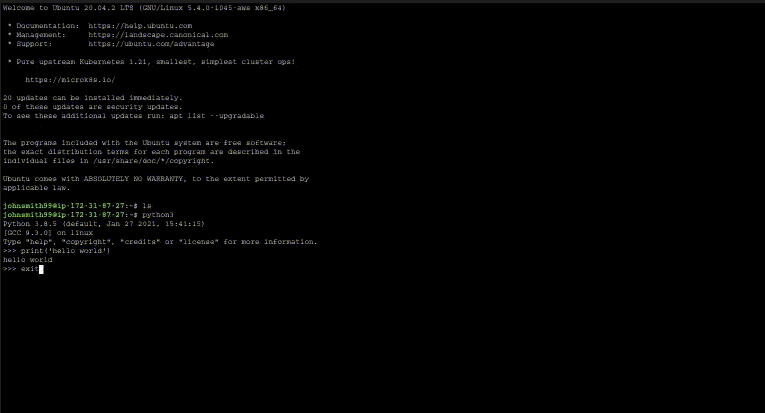 Welcome to Ubuntu 20.04.2 LTS (GNU/Linux 5.4.0-1045-aws x86_64)
* Documentation: https://help.ubuntu.com
* Management: https://landscape.canonical.com
* Support: https://ubuntu.com/advantage
* Pure upstream Kubernetes 1.21, smallest, simplest cluster ops!
https://microk8s.io/
20 updates can be installed immediately.
0 of these updates are security updates.
To see these additional updates run: apt list --upgradable
The programs included with the Ubuntu system are free software;
the exact distribution terms for each program are described in the
individual files in /usr/share/doc/*/copyright.
Ubuntu comes with ABSOLUTELY NO WARRANTY, to the extent permitted by
applicable law.
johnsmith99@ip-172-31-87-27:~$ ls
johnsmith99@ip-172-31-87-27:~$ python3
Python 3.8.5 (default, Jan 27 2021, 15:41:15)
[GCC 9.3.0] on linux
Type "help", "copyright", "credits" or "license" for more information.
>>> print('hello world')
hello world
>>> exit